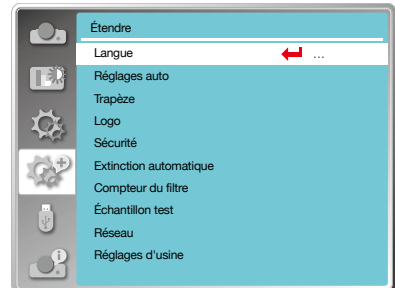 Étendre
Langue ...
Réglages auto
Trapèze
Logo
Sécurité
Extinction automatique
Compteur du filtre
Échantillon test
Réseau
Réglages d'usine